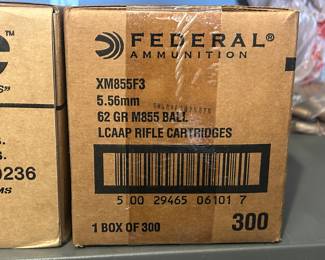 FEDERAL
AMMUNITION
XM855F3
5.56mm
62 GR M855 BALL
LCAAP RIFLE CARTRIDGES
5 00 29465 06101 7
1 BOX OF 300
300
S”
s.
s.
0236
MS